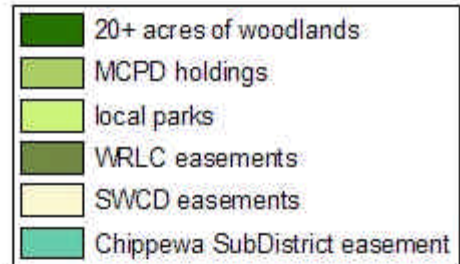 20+ acres of woodlands
MCPD holdings
local parks
WRLC easements
SWCD easements
Chippewa SubDistrict easement